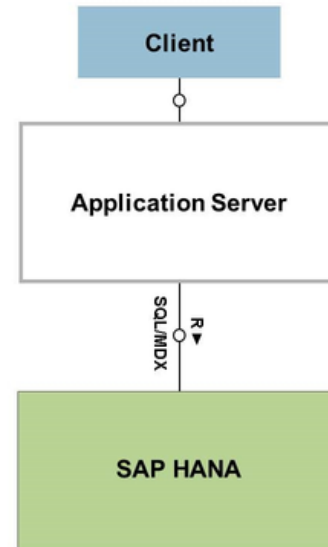 Client
Application Server
SQL/MDX
R ▶
SAP HANA